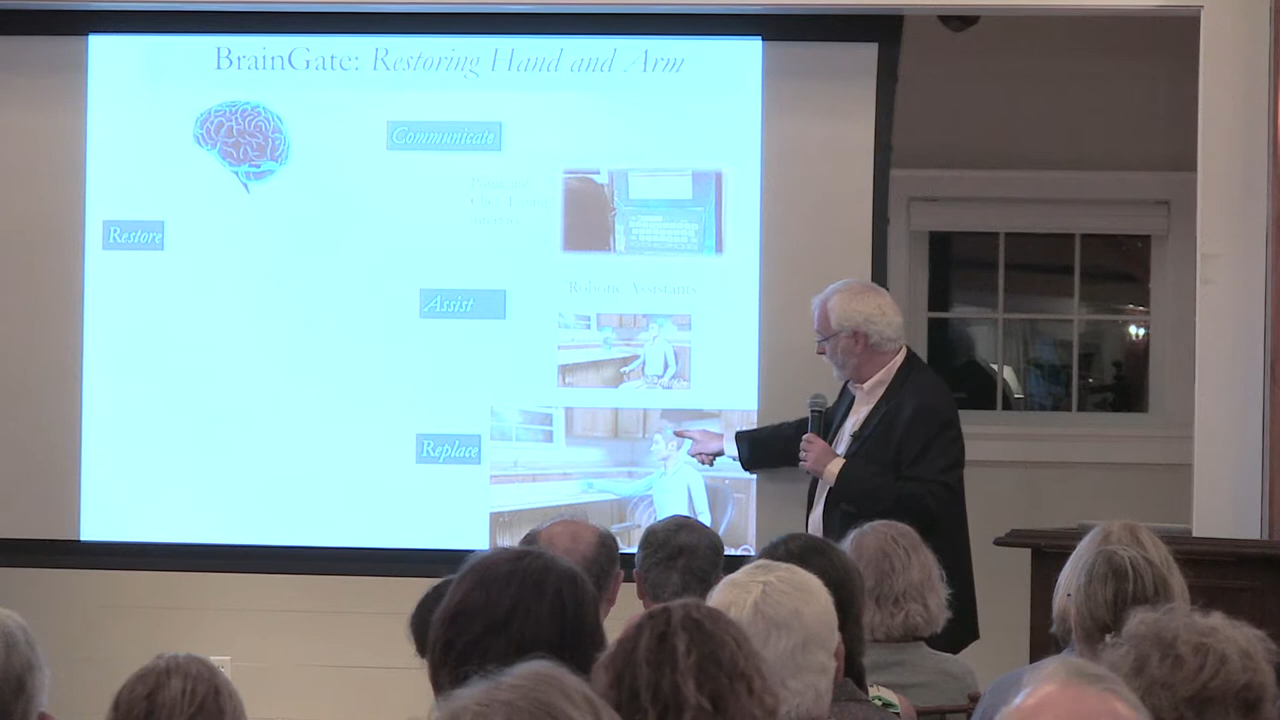 BrainGate: Restoring Hand and Arm
Communicate
Restore
Robotic Assistants
Assist
Replace